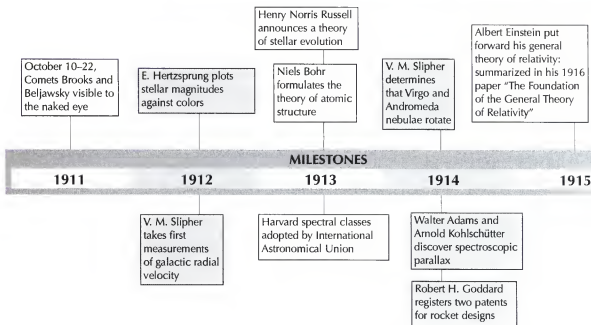 Henry Norris Russell
announces a theory
of stellar evolution
October 10–22,
Comets Brooks and
Beljawsky visible to
the naked eye
E. Hertzsprung plots
stellar magnitudes
against colors
Niels Bohr
formulates the
theory of atomic
structure
V. M. Slipher
determines
that Virgo and
Andromeda
nebulae rotate
Albert Einstein put
forward his general
theory of relativity:
summarized in his 1916
paper “The Foundation
of the General Theory
of Relativity”
MILESTONES
1911 1912 1913 1914 1915
V. M. Slipher
takes first
measurements
of galactic radial
velocity
Harvard spectral classes
adopted by International
Astronomical Union
Walter Adams and
Arnold Kohlschütter
discover spectroscopic
parallax
Robert H. Goddard
registers two patents
for rocket designs